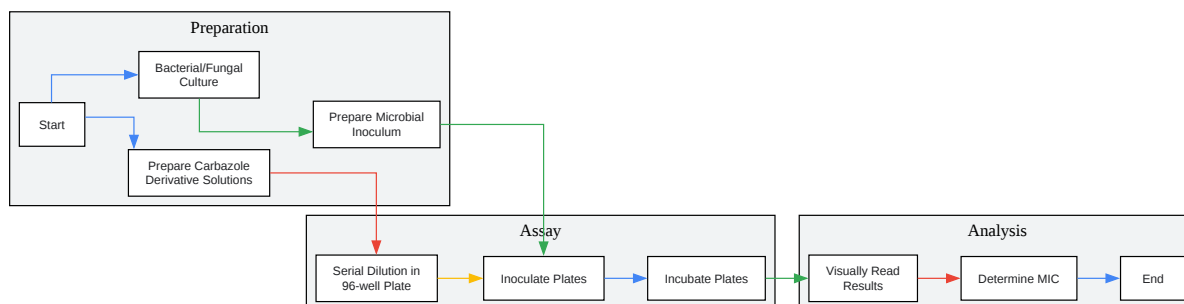 Preparation
Bacterial/Fungal
Culture
Start
Prepare Microbial
Inoculum
Prepare Carbazole
Derivative Solutions
Assay
Serial Dilution in
96-well Plate
Inoculate Plates
Incubate Plates
Analysis
Visually Read
Results
Determine MIC
End